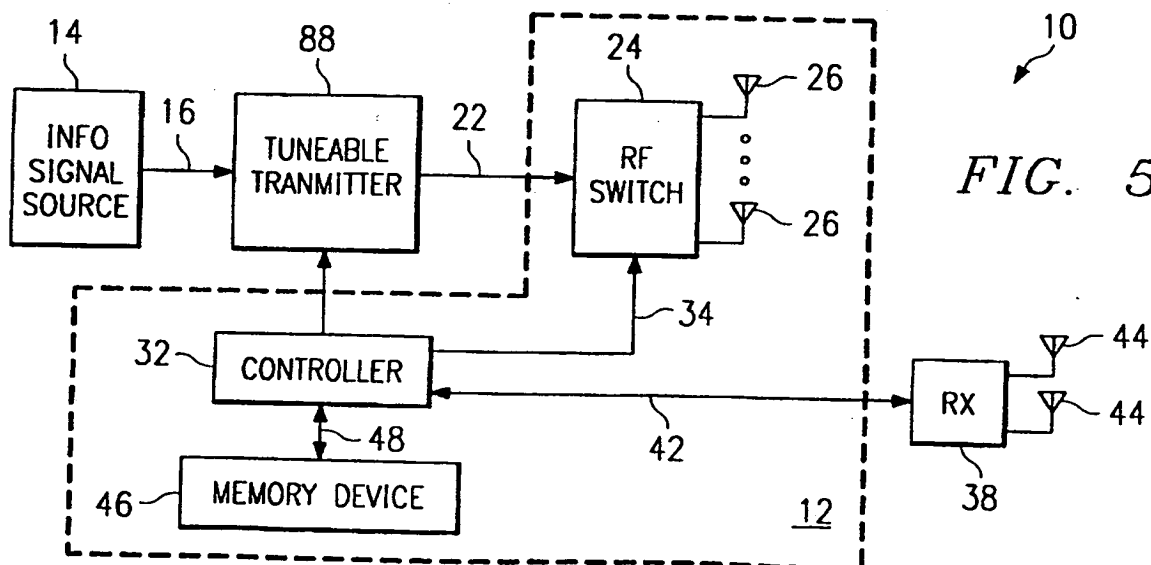 14
88
24
10
26
INFO
SIGNAL
SOURCE
16
TUNEABLE
TRANMITTER
22
RF
SWITCH
FIG. 5
26
34
32
CONTROLLER
44
RX
44
42
48
38
46
MEMORY DEVICE
12